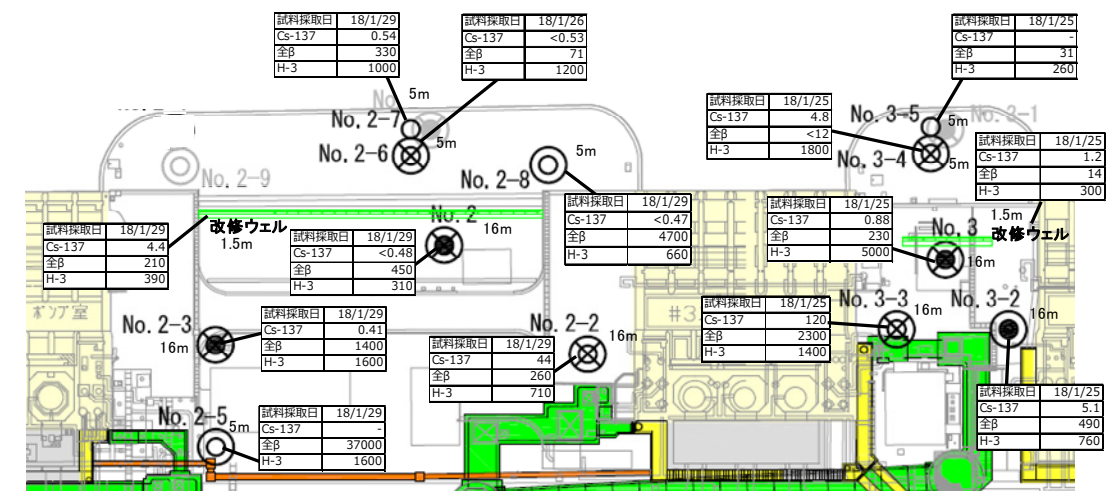 試料採取日 18/1/29
Cs-137 0.54
全β 330
H-3 1000
試料採取日 18/1/26
Cs-137 <0.53
全β 71
H-3 1200
試料採取日 18/1/25
Cs-137 -
全β 31
H-3 260
試料採取日 18/1/25
Cs-137 4.8
全β <12
H-3 1800
試料採取日 18/1/25
Cs-137 1.2
全β 14
H-3 300
5m
No. 2-7
No. 2-6
5m
No. 2-8
5m
No. 2-9
No. 3-5
5m
No. 3-1
No. 3-4
5m
試料採取日 18/1/29
Cs-137 4.4
全β 210
H-3 390
改修ウェル
1.5m
試料採取日 18/1/29
Cs-137 <0.48
全β 450
H-3 310
No. 2
16m
試料採取日 18/1/29
Cs-137 <0.47
全β 4700
H-3 660
試料採取日 18/1/25
Cs-137 0.88
全β 230
H-3 5000
No. 3
16m
1.5m
改修ウェル
ポンプ室
No. 2-3
16m
試料採取日 18/1/29
Cs-137 0.41
全β 1400
H-3 1600
試料採取日 18/1/29
Cs-137 44
全β 260
H-3 710
No. 2-2
16m
#3
試料採取日 18/1/25
Cs-137 120
全β 2300
H-3 1400
No. 3-3
16m
No. 3-2
16m
No. 2-5
5m
試料採取日 18/1/29
Cs-137 -
全β 37000
H-3 1600
試料採取日 18/1/25
Cs-137 5.1
全β 490
H-3 760